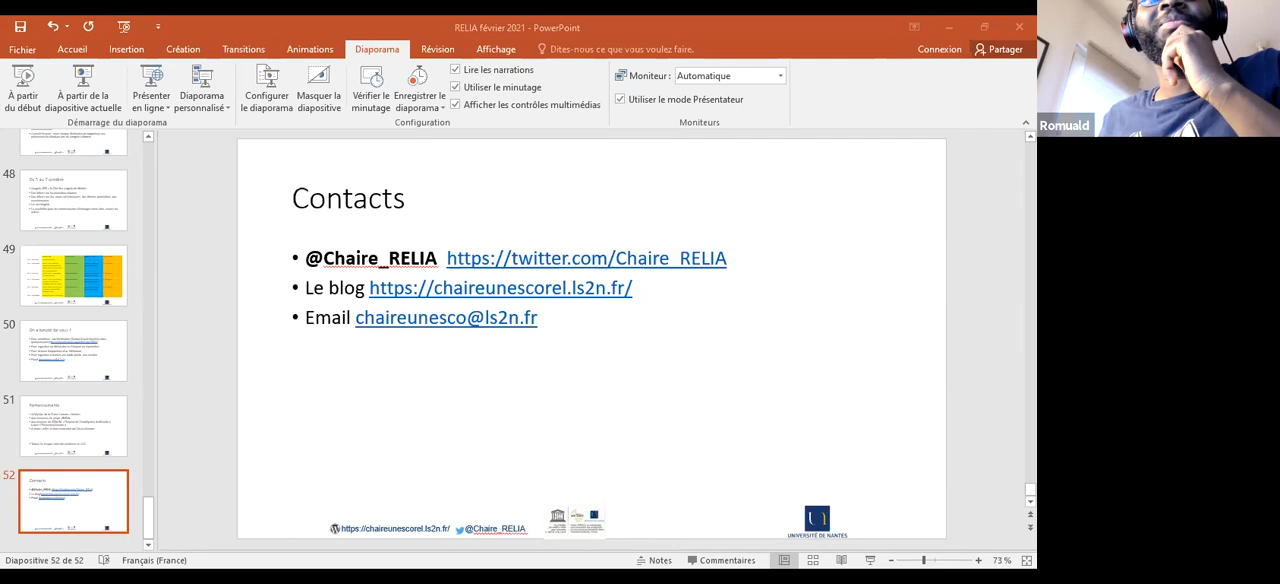 RELIA février 2021 - PowerPoint
Fichier Accueil Insertion Création Transitions Animations Diaporama Révision Affichage Dites-nous ce que vous voulez faire. Connexion Partager
À partir du début
À partir de la diapositive actuelle
Présenter en ligne
Diaporama personnalisé
Configurer le diaporama
Masquer la diapositive
Vérifier le minutage
Enregistrer le diaporama
Lire les narrations
Utiliser le minutage
Afficher les contrôles multimédias
Moniteur : Automatique
Utiliser le mode Présentateur
Démarrage du diaporama Configuration Moniteurs
Romuald
48
49
50
51
52
Contacts
• @Chaire_RELIA https://twitter.com/Chaire_RELIA
• Le blog https://chaireunescorel.ls2n.fr/
• Email chaireunesco@ls2n.fr
https://chaireunescorel.ls2n.fr/ @Chaire_RELIA
UNIVERSITÉ DE NANTES
Diapositive 52 de 52 Français (France) Notes Commentaires 73 %